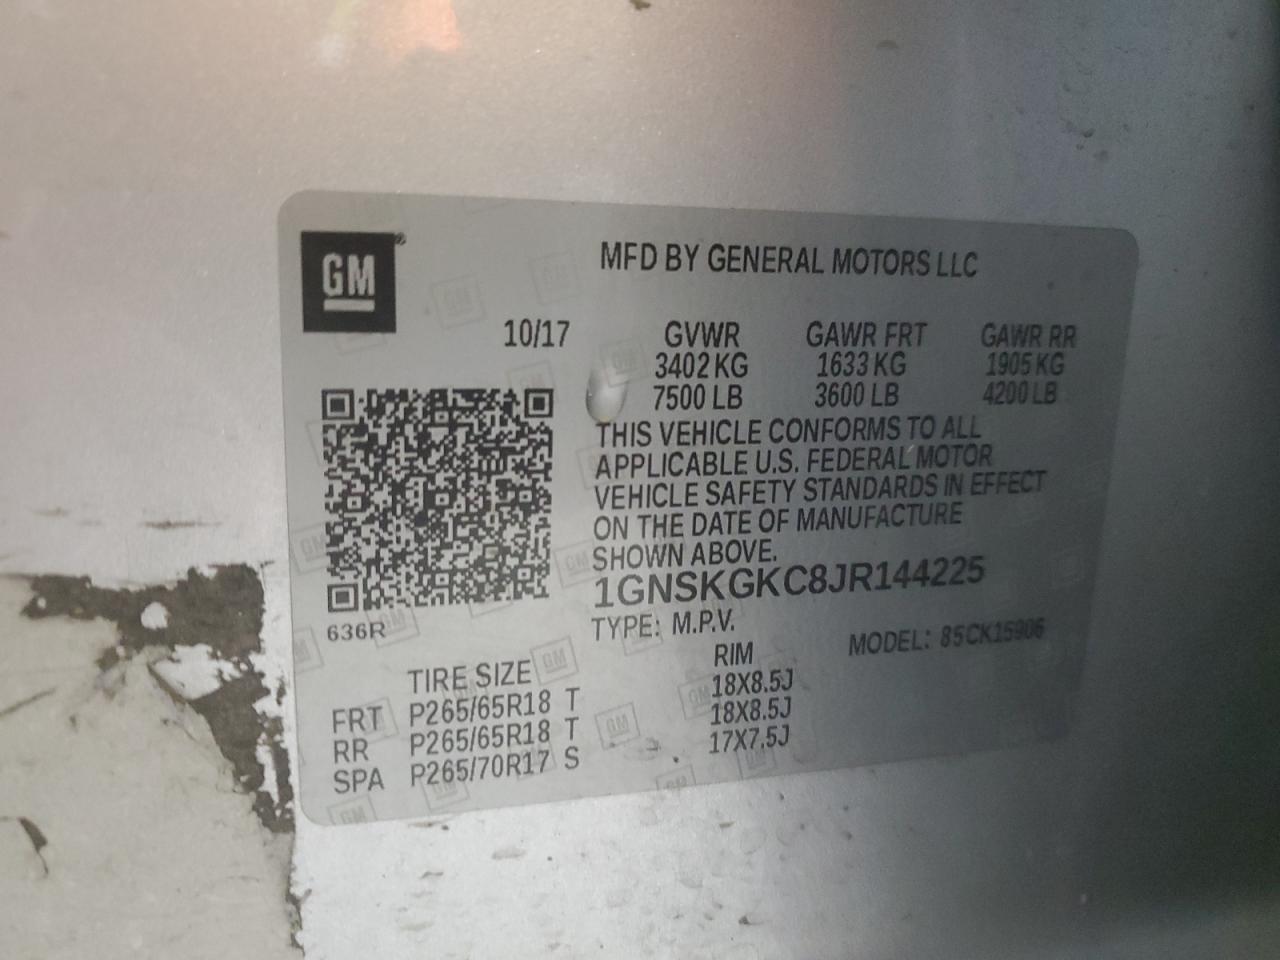 GM®
MFD BY GENERAL MOTORS LLC
10/17 GVWR GAWR FRT GAWR RR
3402 KG 1633 KG 1905 KG
7500 LB 3600 LB 4200 LB
THIS VEHICLE CONFORMS TO ALL
APPLICABLE U.S. FEDERAL MOTOR
VEHICLE SAFETY STANDARDS IN EFFECT
ON THE DATE OF MANUFACTURE
SHOWN ABOVE.
1GNSKGKC8JR144225
636R
TYPE: M.P.V. MODEL: 85CK15906
TIRE SIZE RIM
FRT P265/65R18 T 18X8.5J
RR P265/65R18 T 18X8.5J
SPA P265/70R17 S 17X7.5J